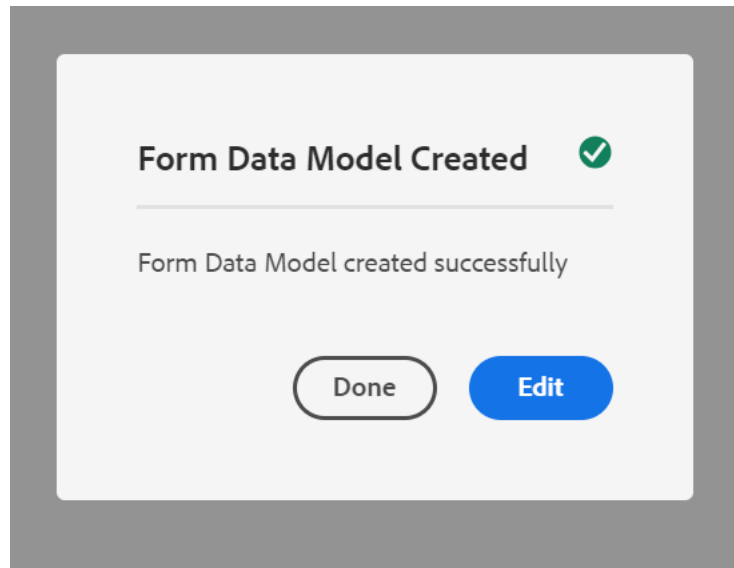 Form Data Model Created
Form Data Model created successfully
Done
Edit